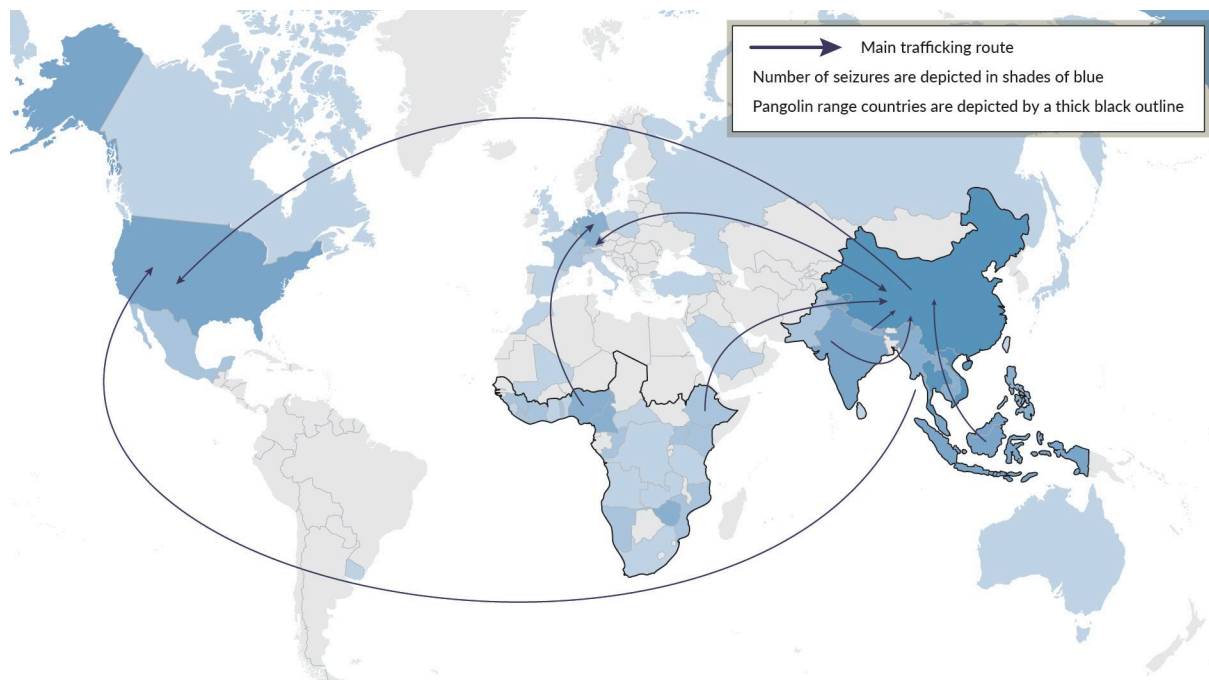 Main trafficking route
Number of seizures are depicted in shades of blue
Pangolin range countries are depicted by a thick black outline